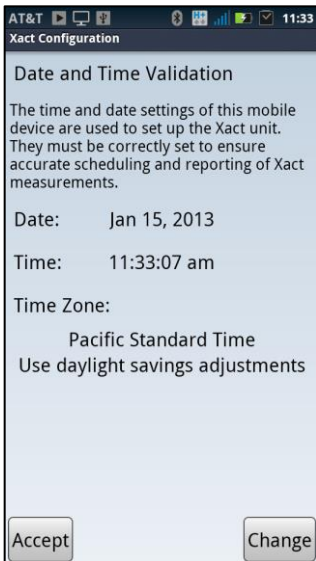 AT&T 11:33
Xact Configuration
Date and Time Validation
The time and date settings of this mobile
device are used to set up the Xact unit.
They must be correctly set to ensure
accurate scheduling and reporting of Xact
measurements.
Date: Jan 15, 2013
Time: 11:33:07 am
Time Zone:
Pacific Standard Time
Use daylight savings adjustments
Accept Change